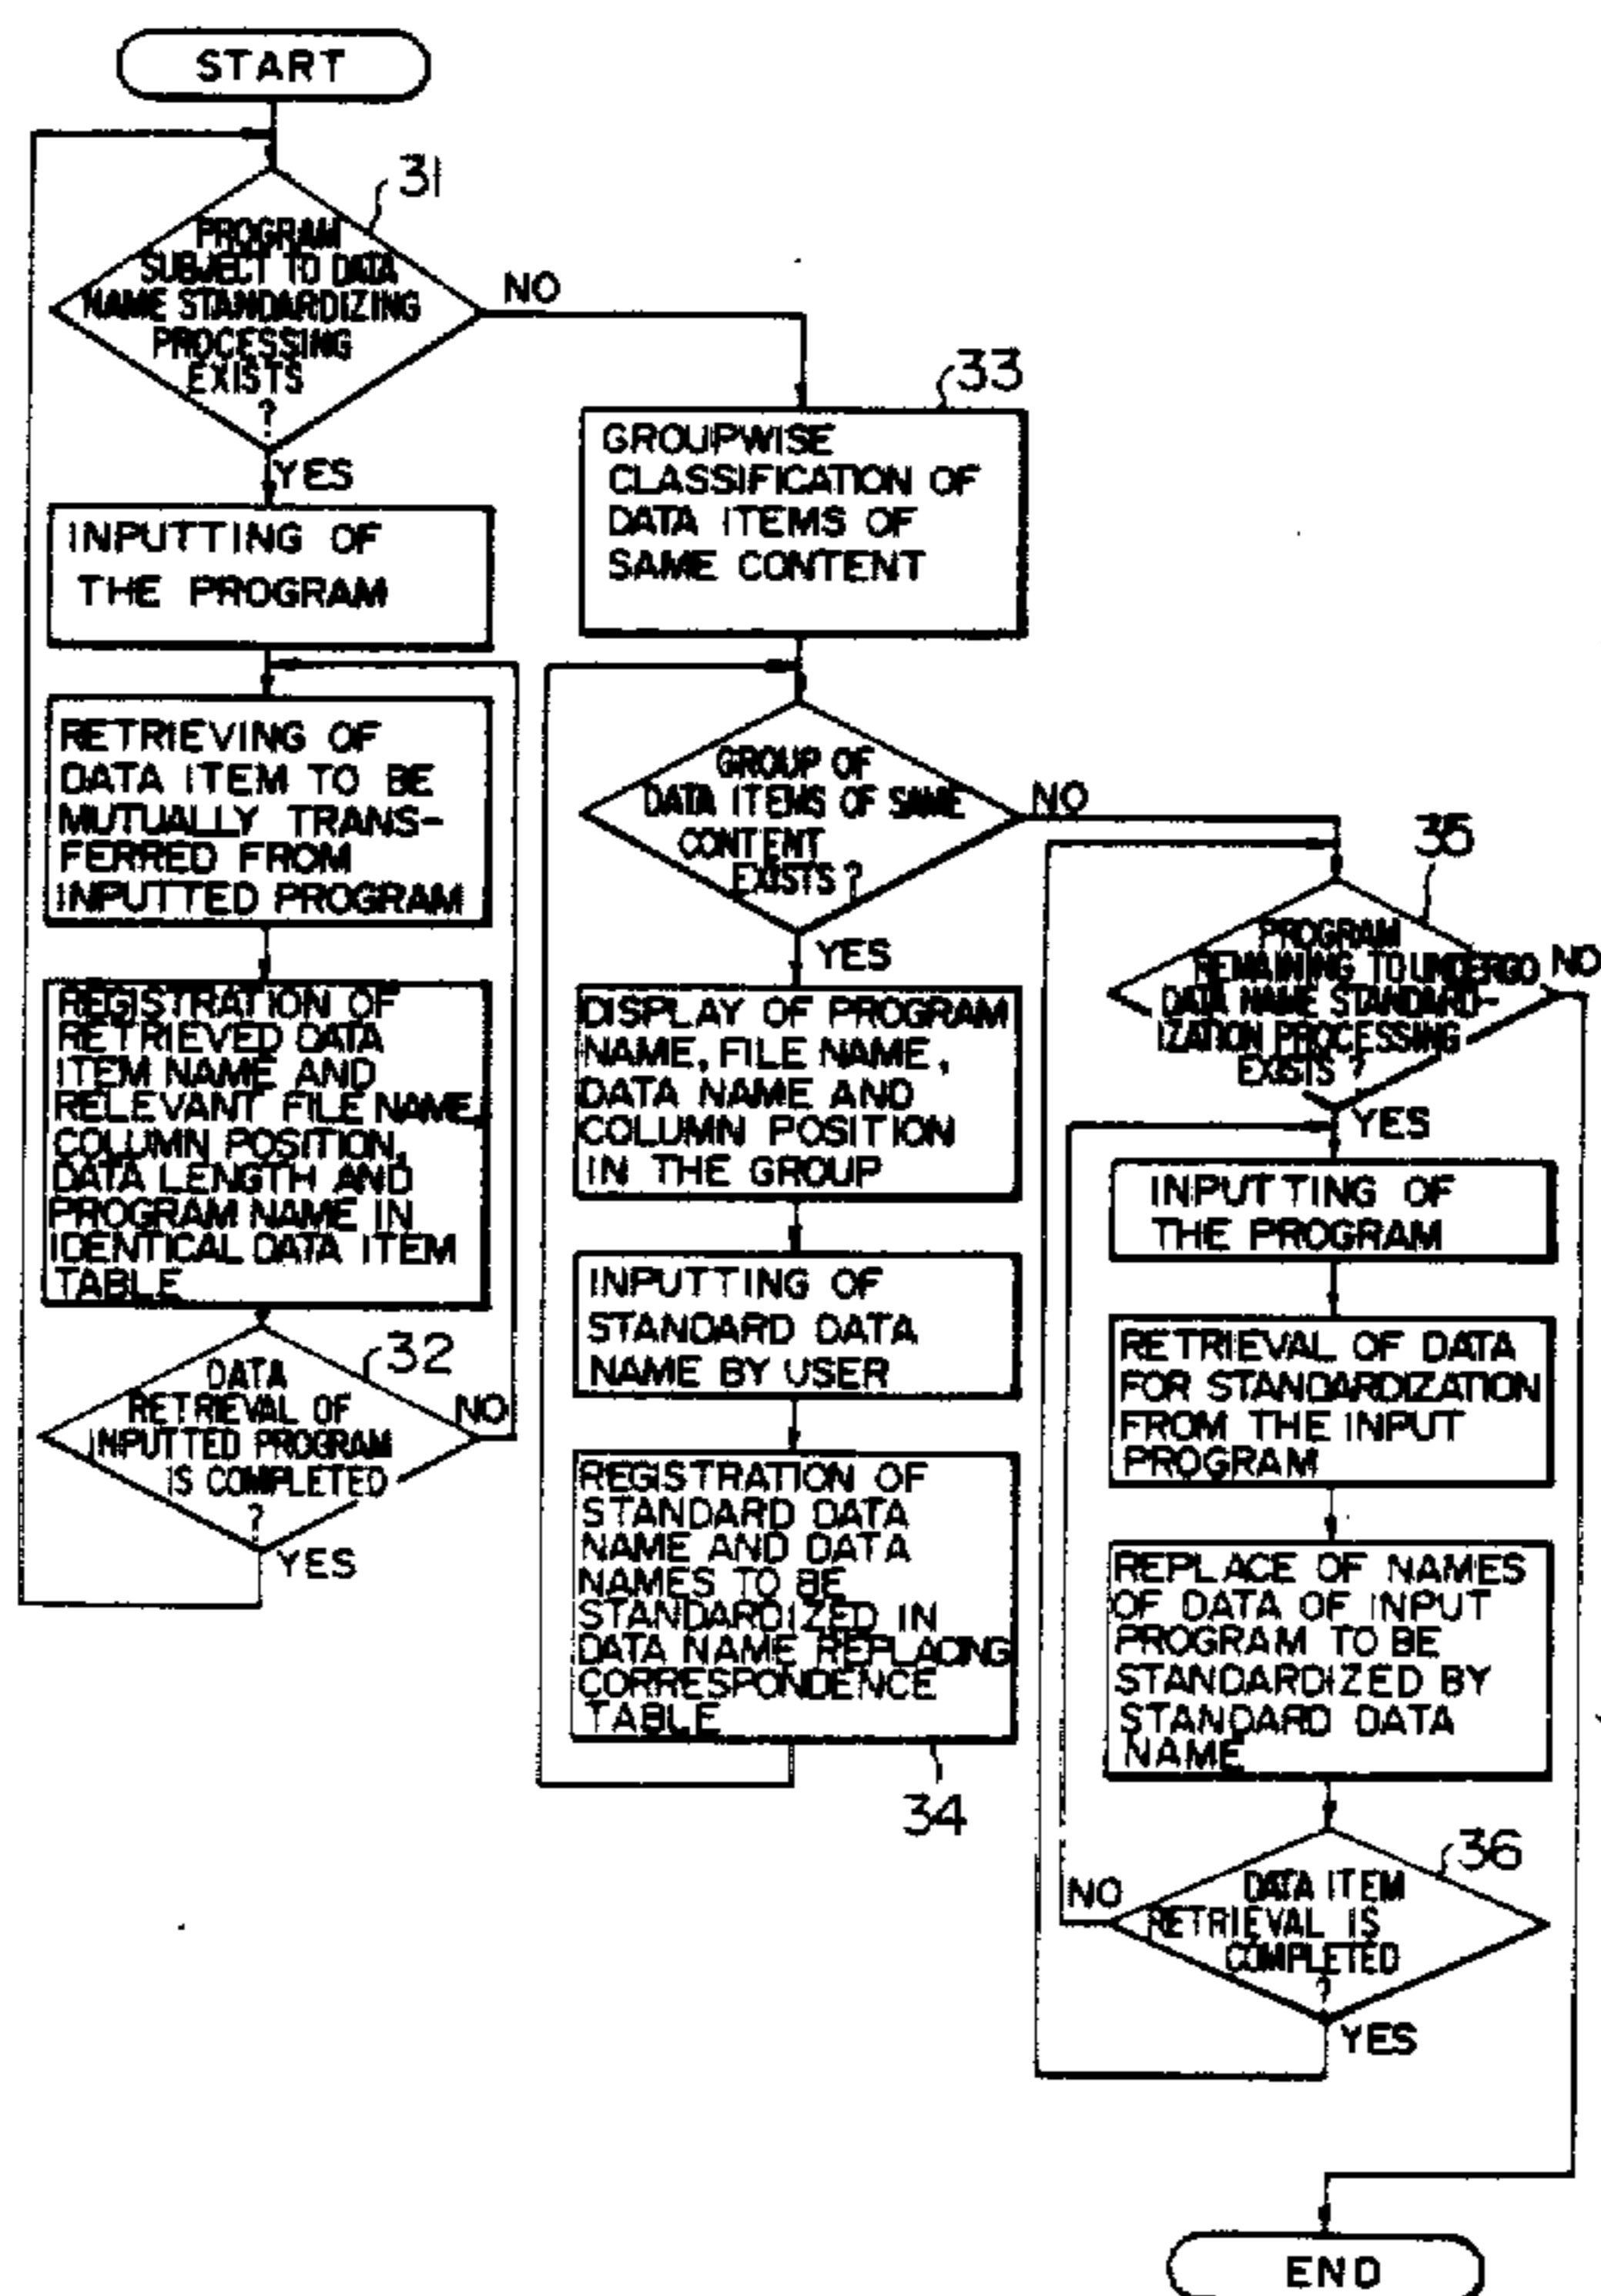 START
31
PROGRAM
SUBJECT TO DATA
NAME STANDARDIZING
PROCESSING
EXISTS
?
NO
YES
INPUTTING OF
THE PROGRAM
RETRIEVING OF
DATA ITEM TO BE
MUTUALLY TRANS-
FERRED FROM
INPUTTED PROGRAM
REGISTRATION OF
RETRIEVED DATA
ITEM NAME AND
RELEVANT FILE NAME,
COLUMN POSITION,
DATA LENGTH AND
PROGRAM NAME IN
IDENTICAL DATA ITEM
TABLE
32
DATA
RETRIEVAL OF
INPUTTED PROGRAM
IS COMPLETED
?
NO
YES
33
GROUPWISE
CLASSIFICATION OF
DATA ITEMS OF
SAME CONTENT
GROUP OF
DATA ITEMS OF SAME
CONTENT
EXISTS ?
NO
YES
DISPLAY OF PROGRAM
NAME, FILE NAME,
DATA NAME AND
COLUMN POSITION
IN THE GROUP
INPUTTING OF
STANDARD DATA
NAME BY USER
REGISTRATION OF
STANDARD DATA
NAME AND DATA
NAMES TO BE
STANDARDIZED IN
DATA NAME REPLACING
CORRESPONDENCE
TABLE
34
35
PROGRAM
REMAINING TO UNDERGO
DATA NAME STANDARD-
IZATION PROCESSING
EXISTS ?
NO
YES
INPUTTING OF
THE PROGRAM
RETRIEVAL OF DATA
FOR STANDARDIZATION
FROM THE INPUT
PROGRAM
REPLACE OF NAMES
OF DATA OF INPUT
PROGRAM TO BE
STANDARDIZED BY
STANDARD DATA
NAME
36
DATA ITEM
RETRIEVAL IS
COMPLETED
?
NO
YES
END